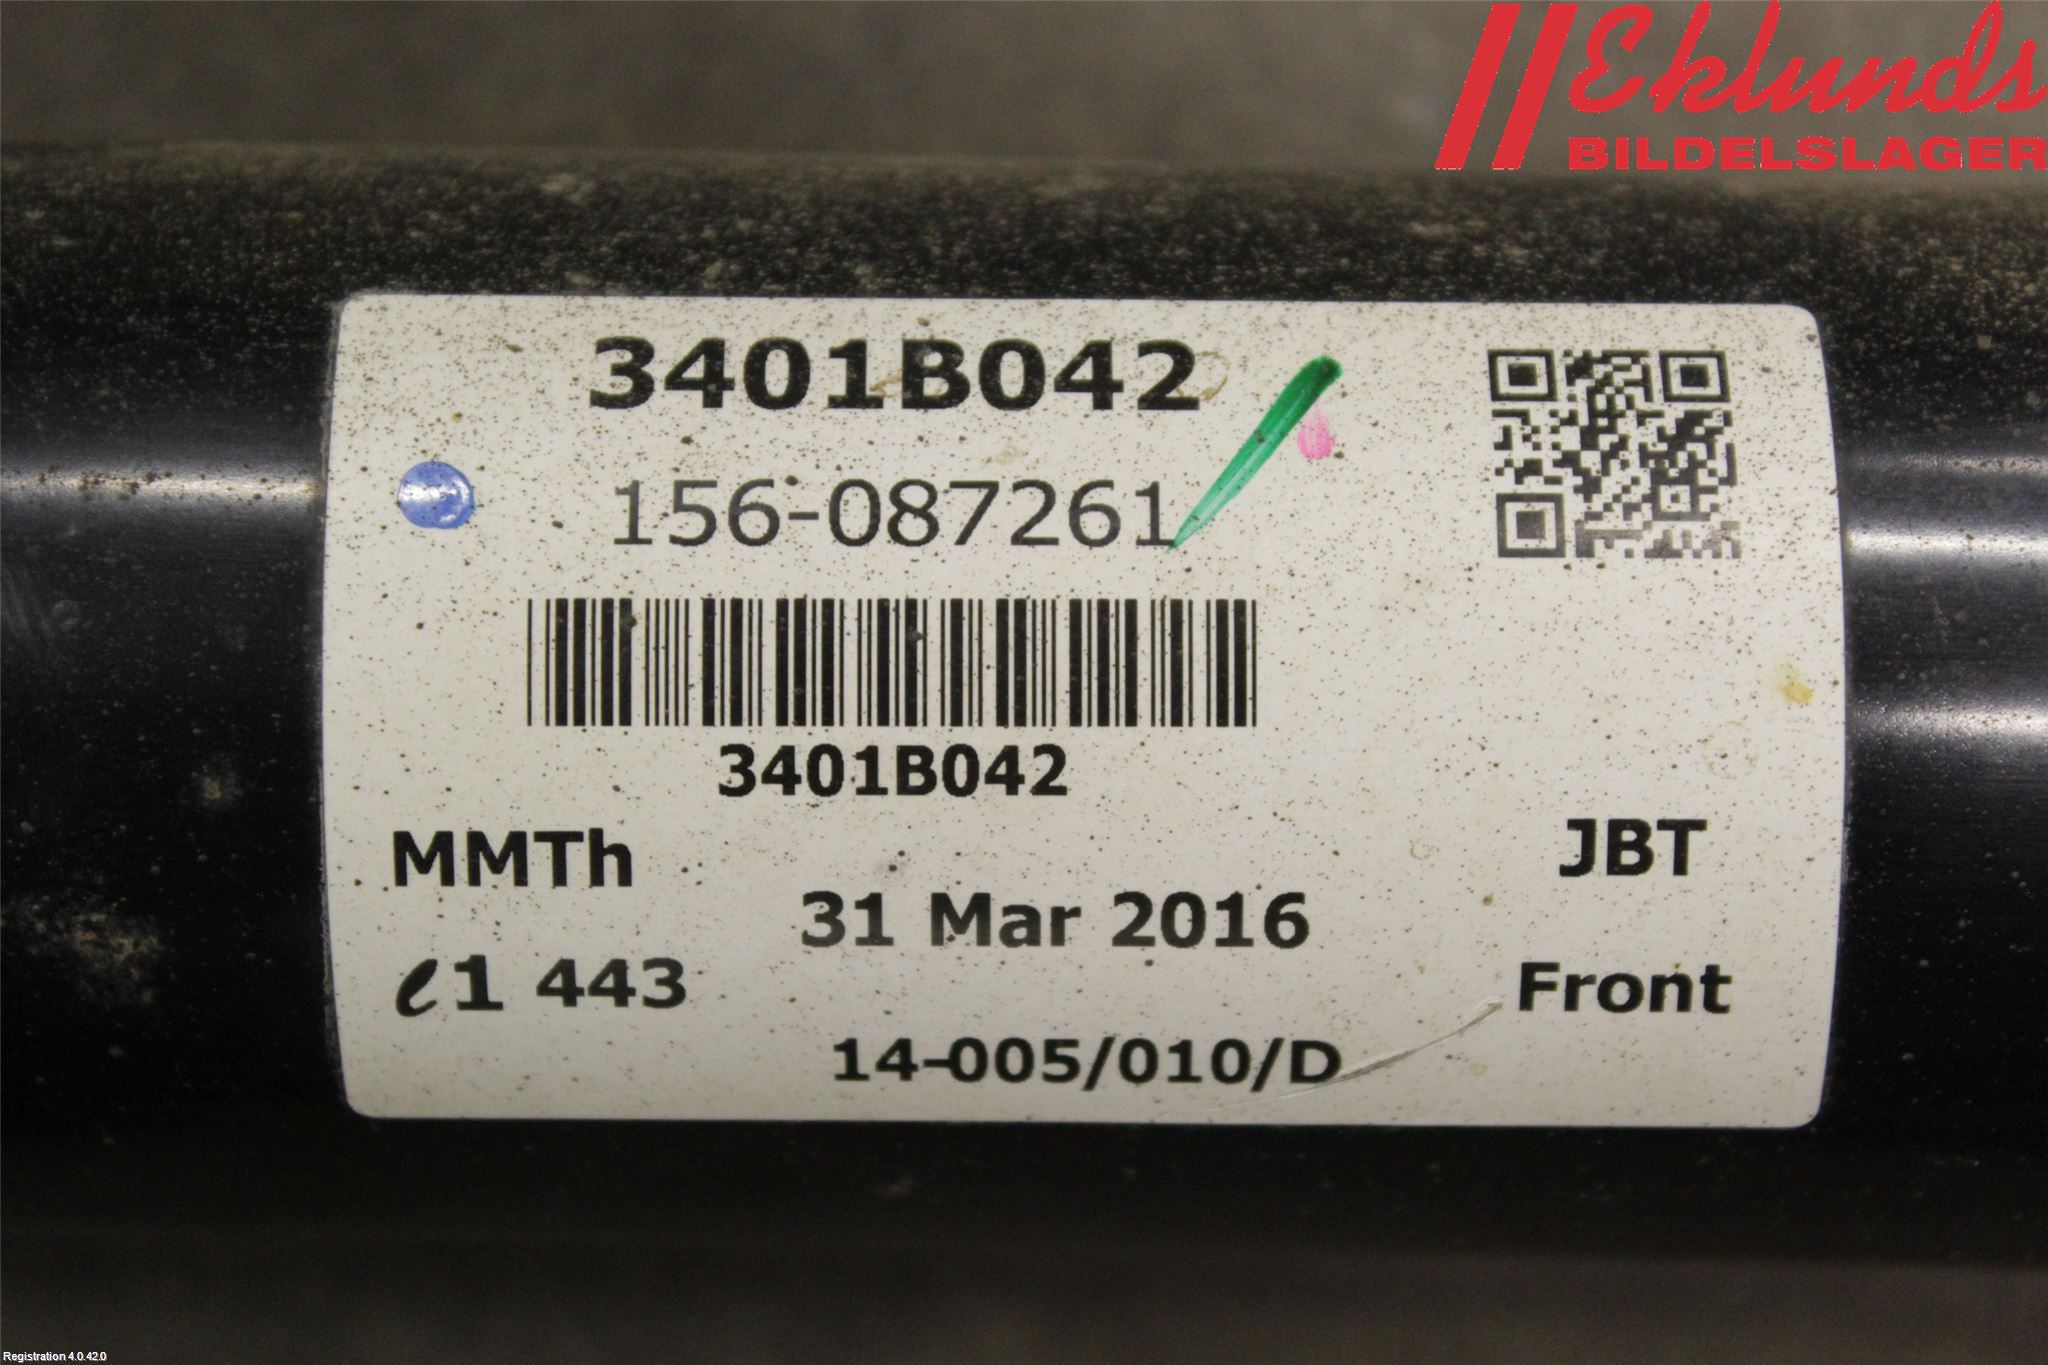 Eklunds
BILDELSLAGER
3401B042
156-087261
3401B042
MMTh
JBT
31 Mar 2016
e1 443
Front
14-005/010/D
Registration 4.0.42.0